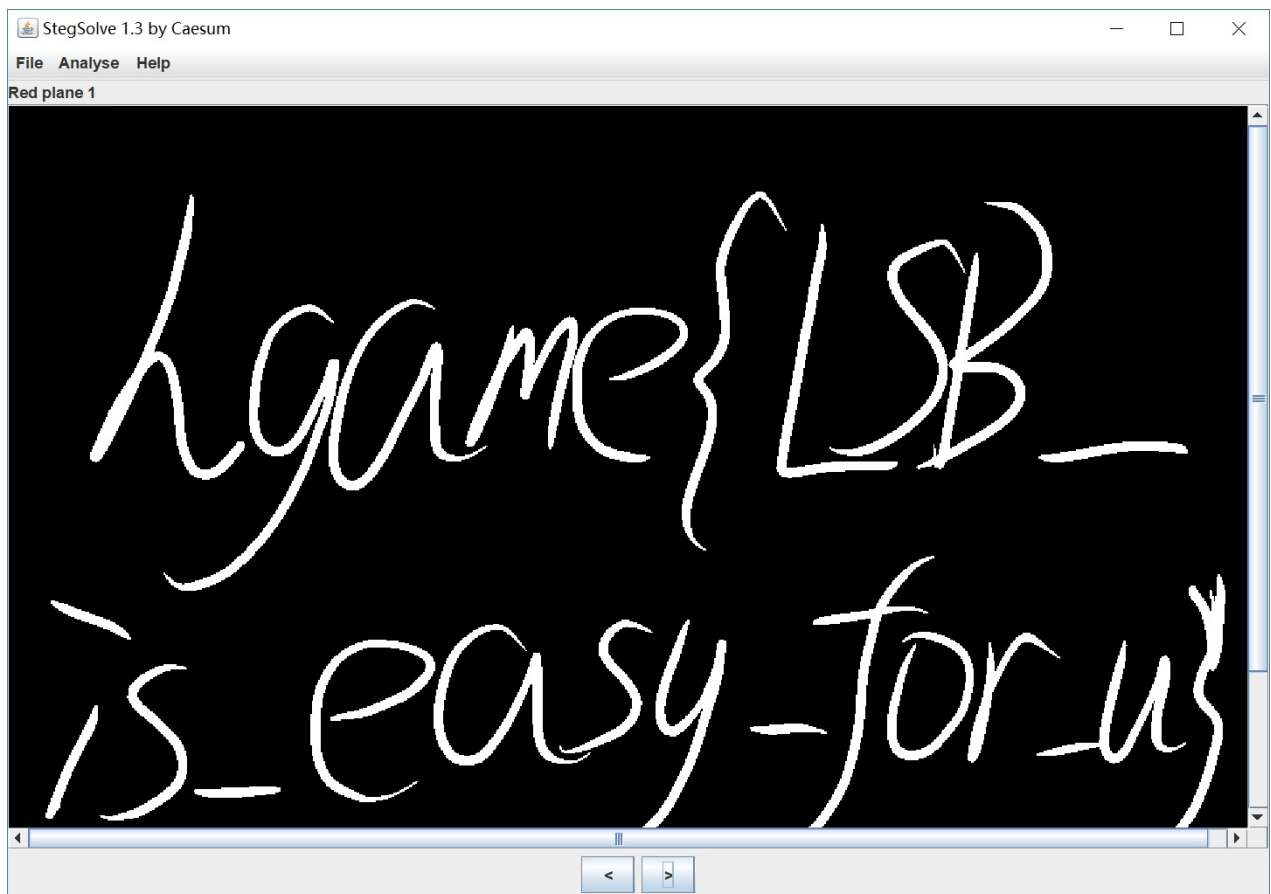 StegSolve 1.3 by Caesum
File Analyse Help
Red plane 1
hgame{LSB_
is_easy_for_u}
< >